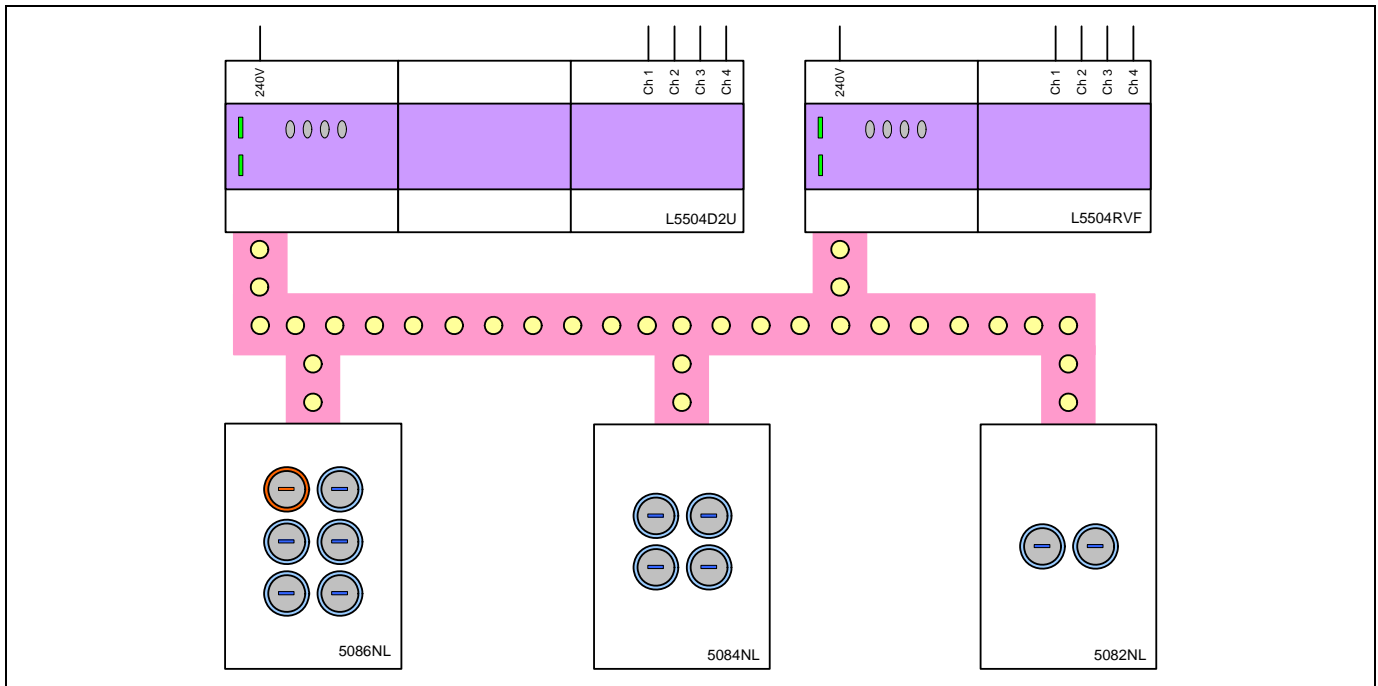 240V
Ch 1
Ch 2
Ch 3
Ch 4
L5504D2U
240V
Ch 1
Ch 2
Ch 3
Ch 4
L5504RVF
5086NL
5084NL
5082NL